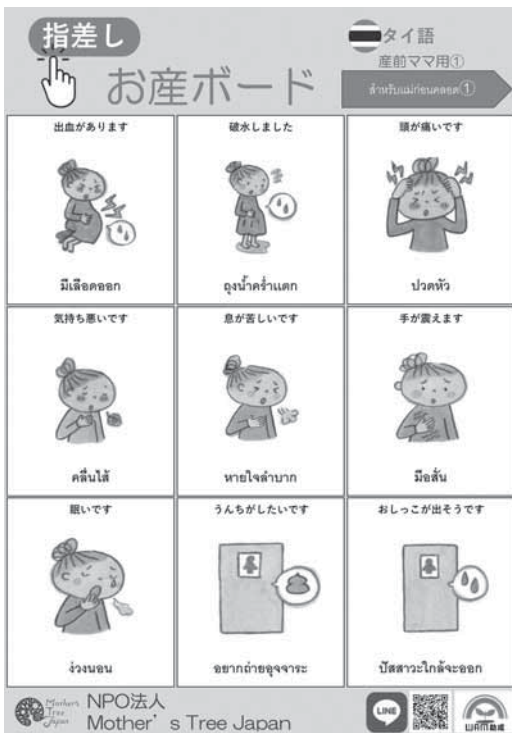 指差し
タイ語
産前ママ用①
お産ボード
สำหรับแม่ก่อนคลอด①
出血があります
破水しました
頭が痛いです
มีเลือดออก
ถุงน้ำคร่ำแตก
ปวดหัว
気持ち悪いです
息が苦しいです
手が震えます
คลื่นไส้
หายใจลำบาก
มือสั่น
眠いです
うんちがしたいです
おしっこが出そうです
ง่วงนอน
อยากถ่ายอุจจาระ
ปัสสาวะใกล้จะออก
Mothers
Tree
Japan
NPO法人
Mother's Tree Japan
LINE
WAM助成